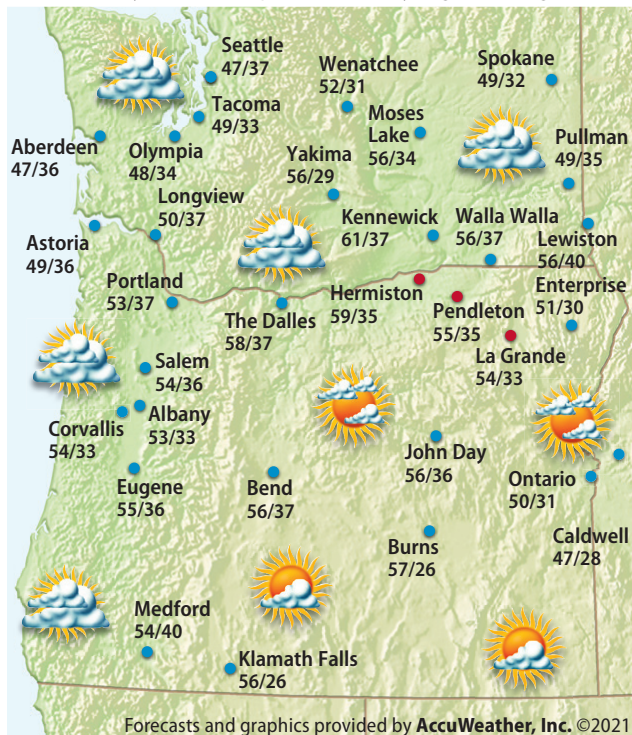 Seattle
47/37
Wenatchee
52/31
Spokane
49/32
Tacoma
49/33
Moses
Lake
56/34
Aberdeen
47/36
Olympia
48/34
Yakima
56/29
Pullman
49/35
Longview
50/37
Kennewick
61/37
Walla Walla
56/37
Lewiston
56/40
Astoria
49/36
Portland
53/37
The Dalles
58/37
Hermiston
59/35
Pendleton
55/35
Enterprise
51/30
La Grande
54/33
Salem
54/36
Albany
53/33
Corvallis
54/33
John Day
56/36
Eugene
55/36
Bend
56/37
Ontario
50/31
Burns
57/26
Caldwell
47/28
Medford
54/40
Klamath Falls
56/26
Forecasts and graphics provided by AccuWeather, Inc. ©2021